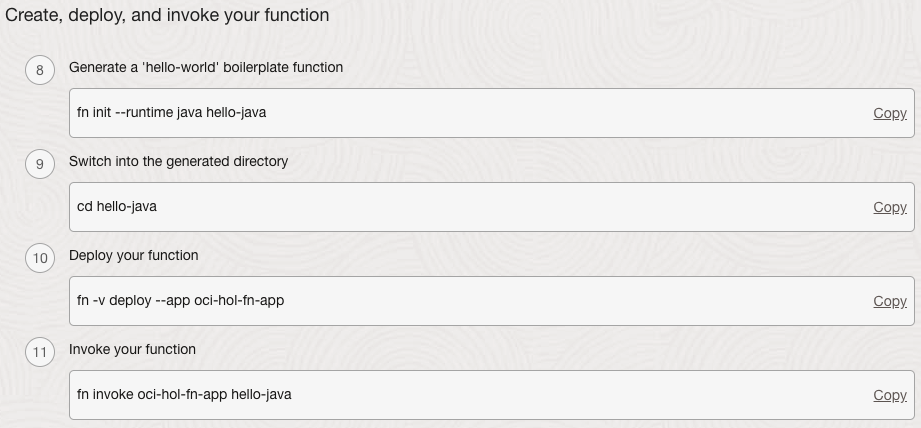 Create, deploy, and invoke your function
8 Generate a 'hello-world' boilerplate function
fn init --runtime java hello-java Copy
9 Switch into the generated directory
cd hello-java Copy
10 Deploy your function
fn -v deploy --app oci-hol-fn-app Copy
11 Invoke your function
fn invoke oci-hol-fn-app hello-java Copy